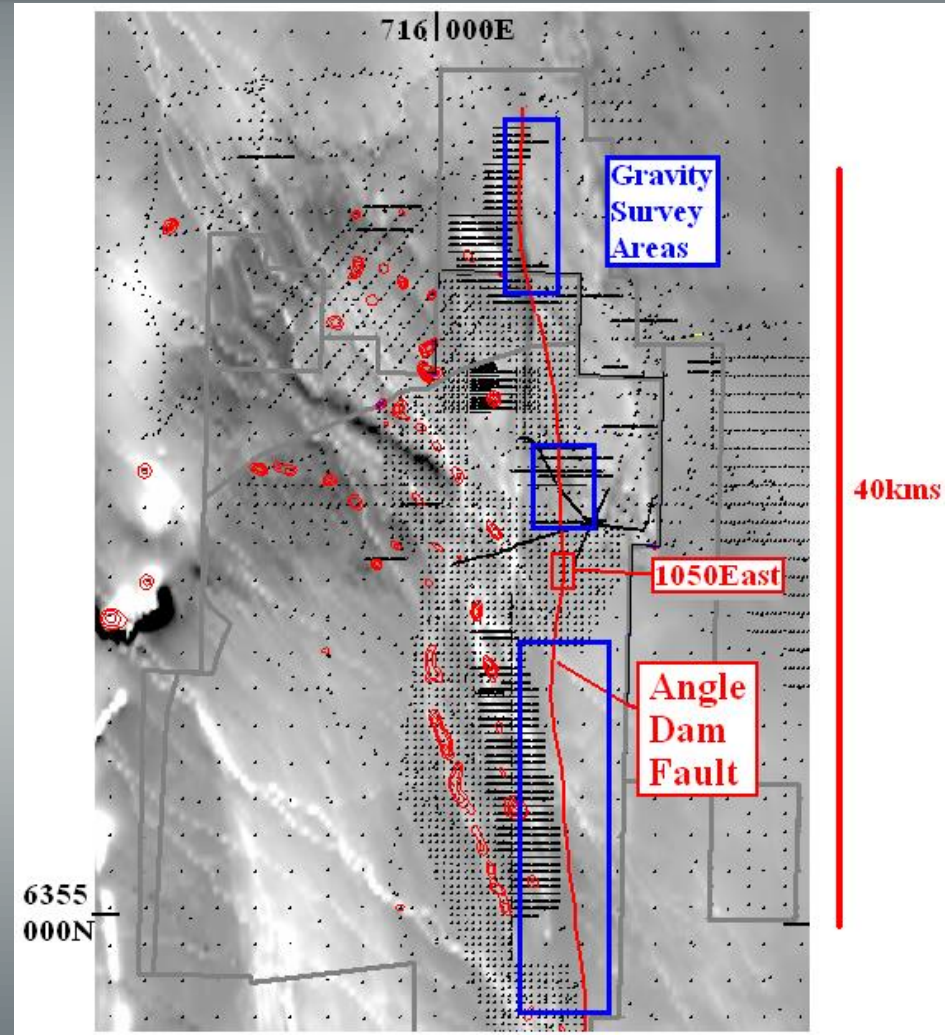 716 000E
Gravity
Survey
Areas
40kms
1050East
Angle
Dam
Fault
6355
000N